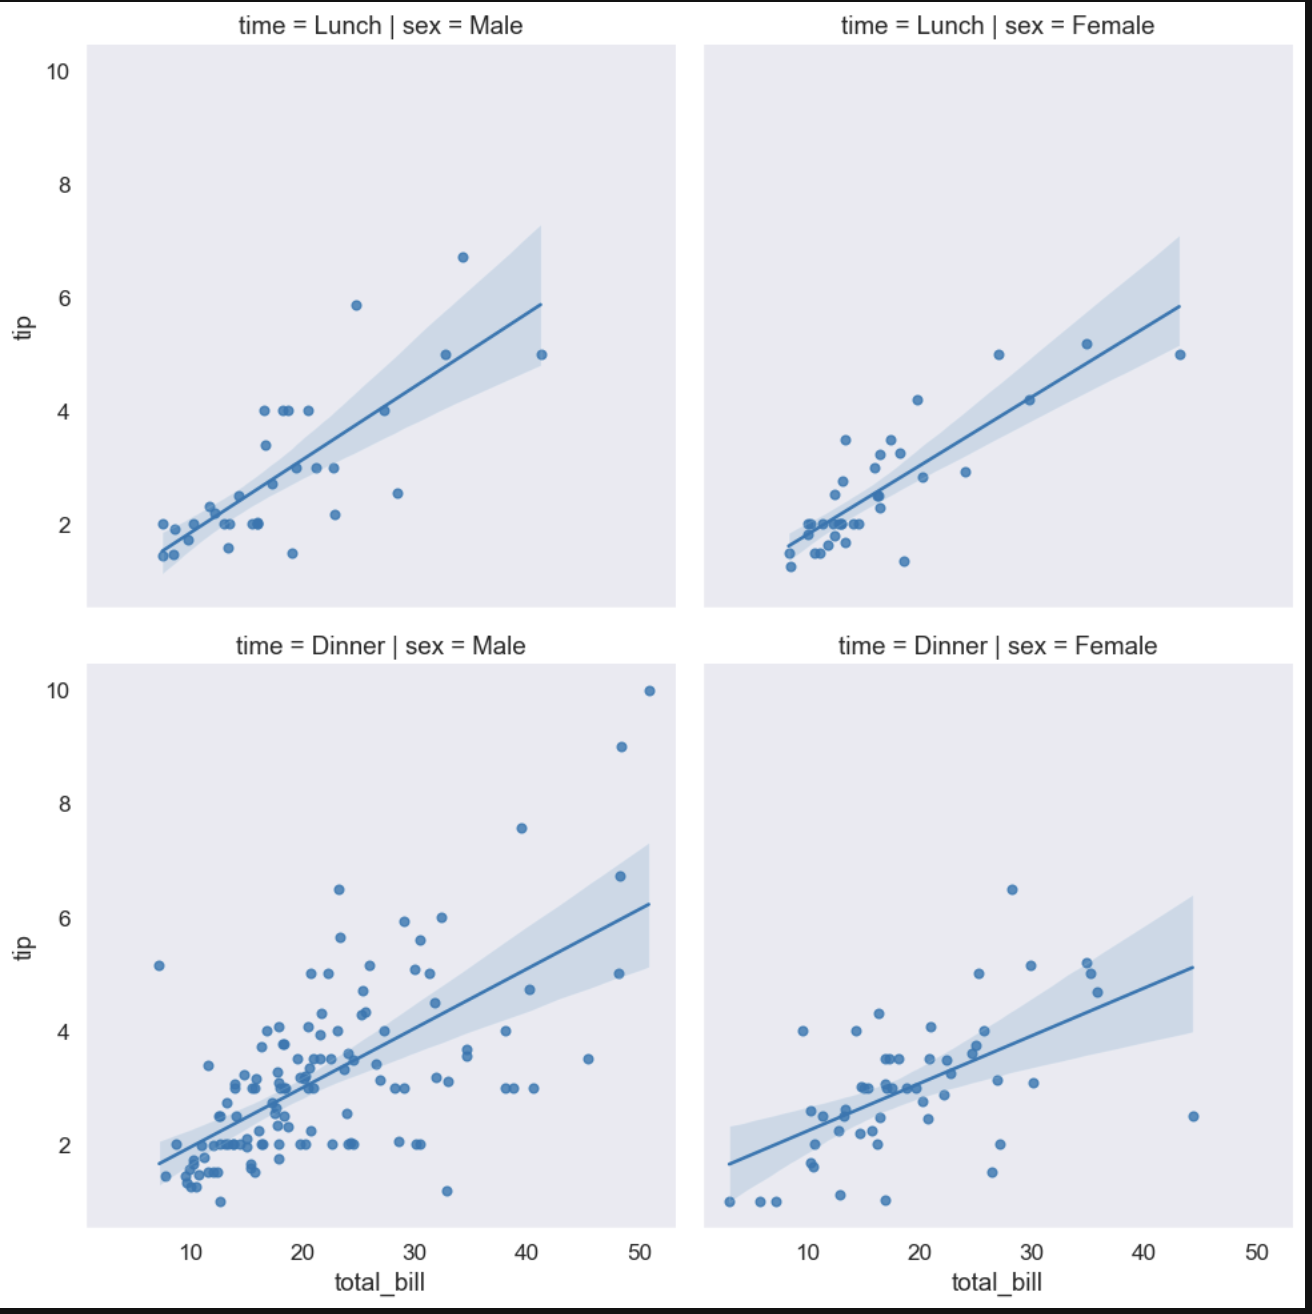 time = Lunch | sex = Male
time = Lunch | sex = Female
10
8
6
4
2
tip
time = Dinner | sex = Male
time = Dinner | sex = Female
10
8
6
4
2
tip
10 20 30 40 50
10 20 30 40 50
total_bill
total_bill